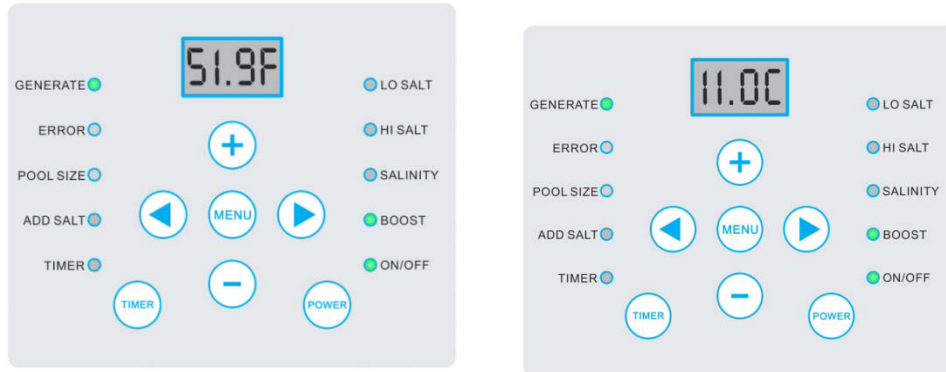 51.9F
GENERATE
LO SALT
ERROR
HI SALT
POOL SIZE
SALINITY
ADD SALT
MENU
BOOST
TIMER
ON/OFF
TIMER
POWER
11.0C
GENERATE
LO SALT
ERROR
HI SALT
POOL SIZE
SALINITY
ADD SALT
MENU
BOOST
TIMER
ON/OFF
TIMER
POWER